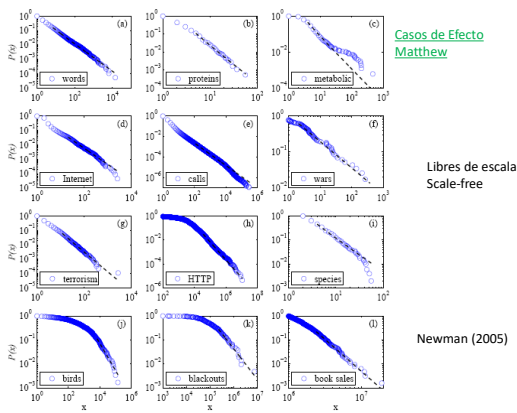 (a)
words
(b)
proteins
(c)
metabolic
(d)
Internet
(e)
calls
(f)
wars
(g)
terrorism
(h)
HTTP
(i)
species
(j)
birds
(k)
blackouts
(l)
book sales
P(x)
P(x)
P(x)
P(x)
x
x
x
Casos de Efecto
Matthew
Libres de escala
Scale-free
Newman (2005)